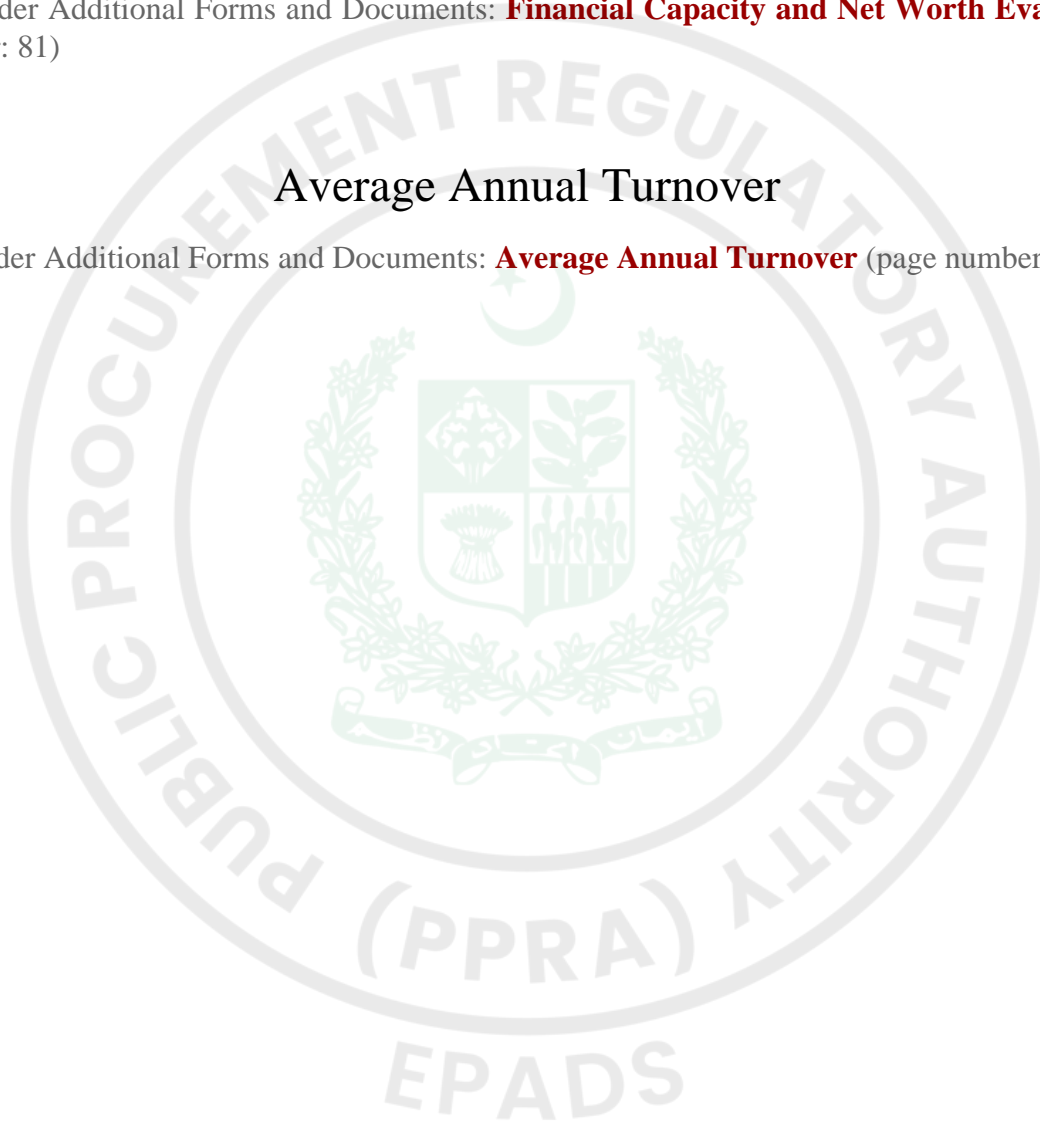 der Additional Forms and Documents: Financial Capacity and Net Worth Eva
: 81)
Average Annual Turnover
der Additional Forms and Documents: Average Annual Turnover (page number
PUBLIC PROCUREMENT REGULATORY AUTHORITY
(PPRA)
EPADS